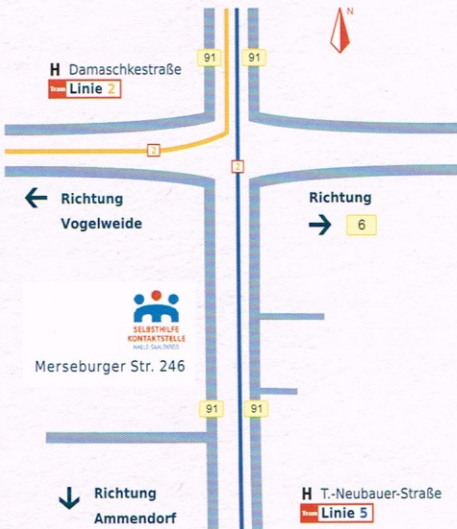 N
91
91
H Damaschkestraße
Tram Linie 2
2
2
Richtung
Vogelweide
Richtung
6
SELBSTHILFE
KONTAKTSTELLE
HALLE-SAALEKREIS
Merseburger Str. 246
91
91
Richtung
Ammendorf
H T.-Neubauer-Straße
Tram Linie 5